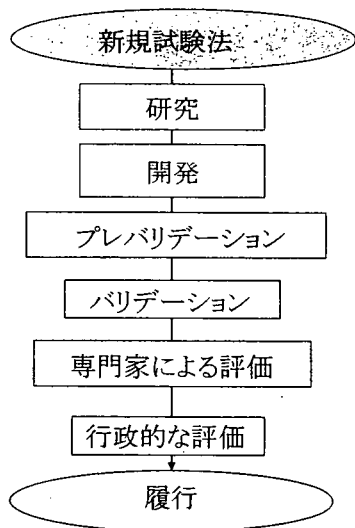 新規試験法
研究
開発
プレバリデーション
バリデーション
専門家による評価
行政的な評価
履行